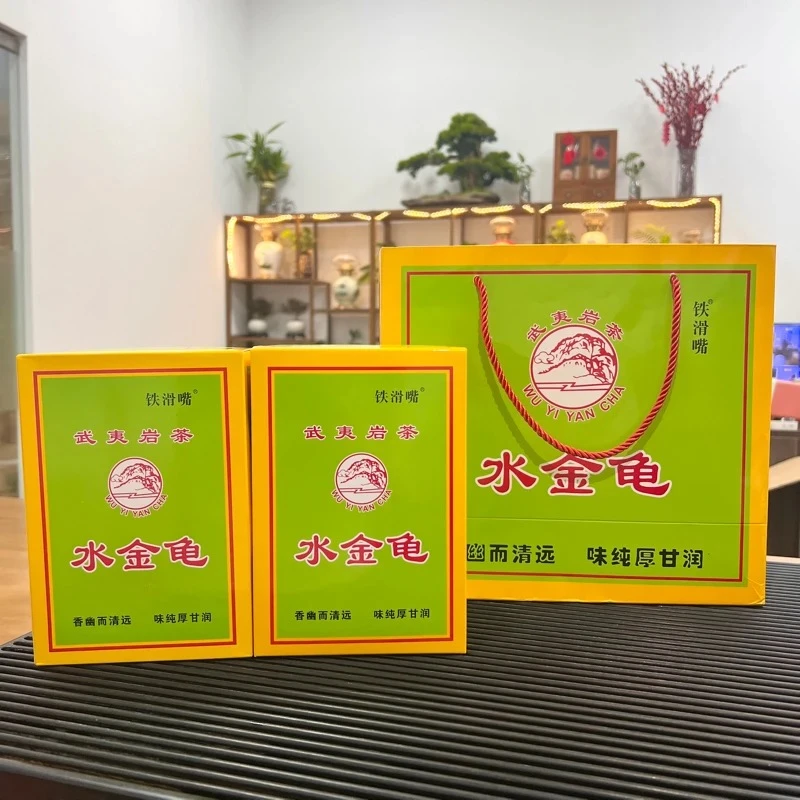 铁滑嘴®
武夷岩茶
WU YI YAN CHA
水金龟
香幽而清远 味纯厚甘润
铁滑嘴®
武夷岩茶
WU YI YAN CHA
水金龟
香幽而清远 味纯厚甘润
铁滑嘴®
武夷岩茶
WU YI YAN CHA
水金龟
幽而清远 味纯厚甘润